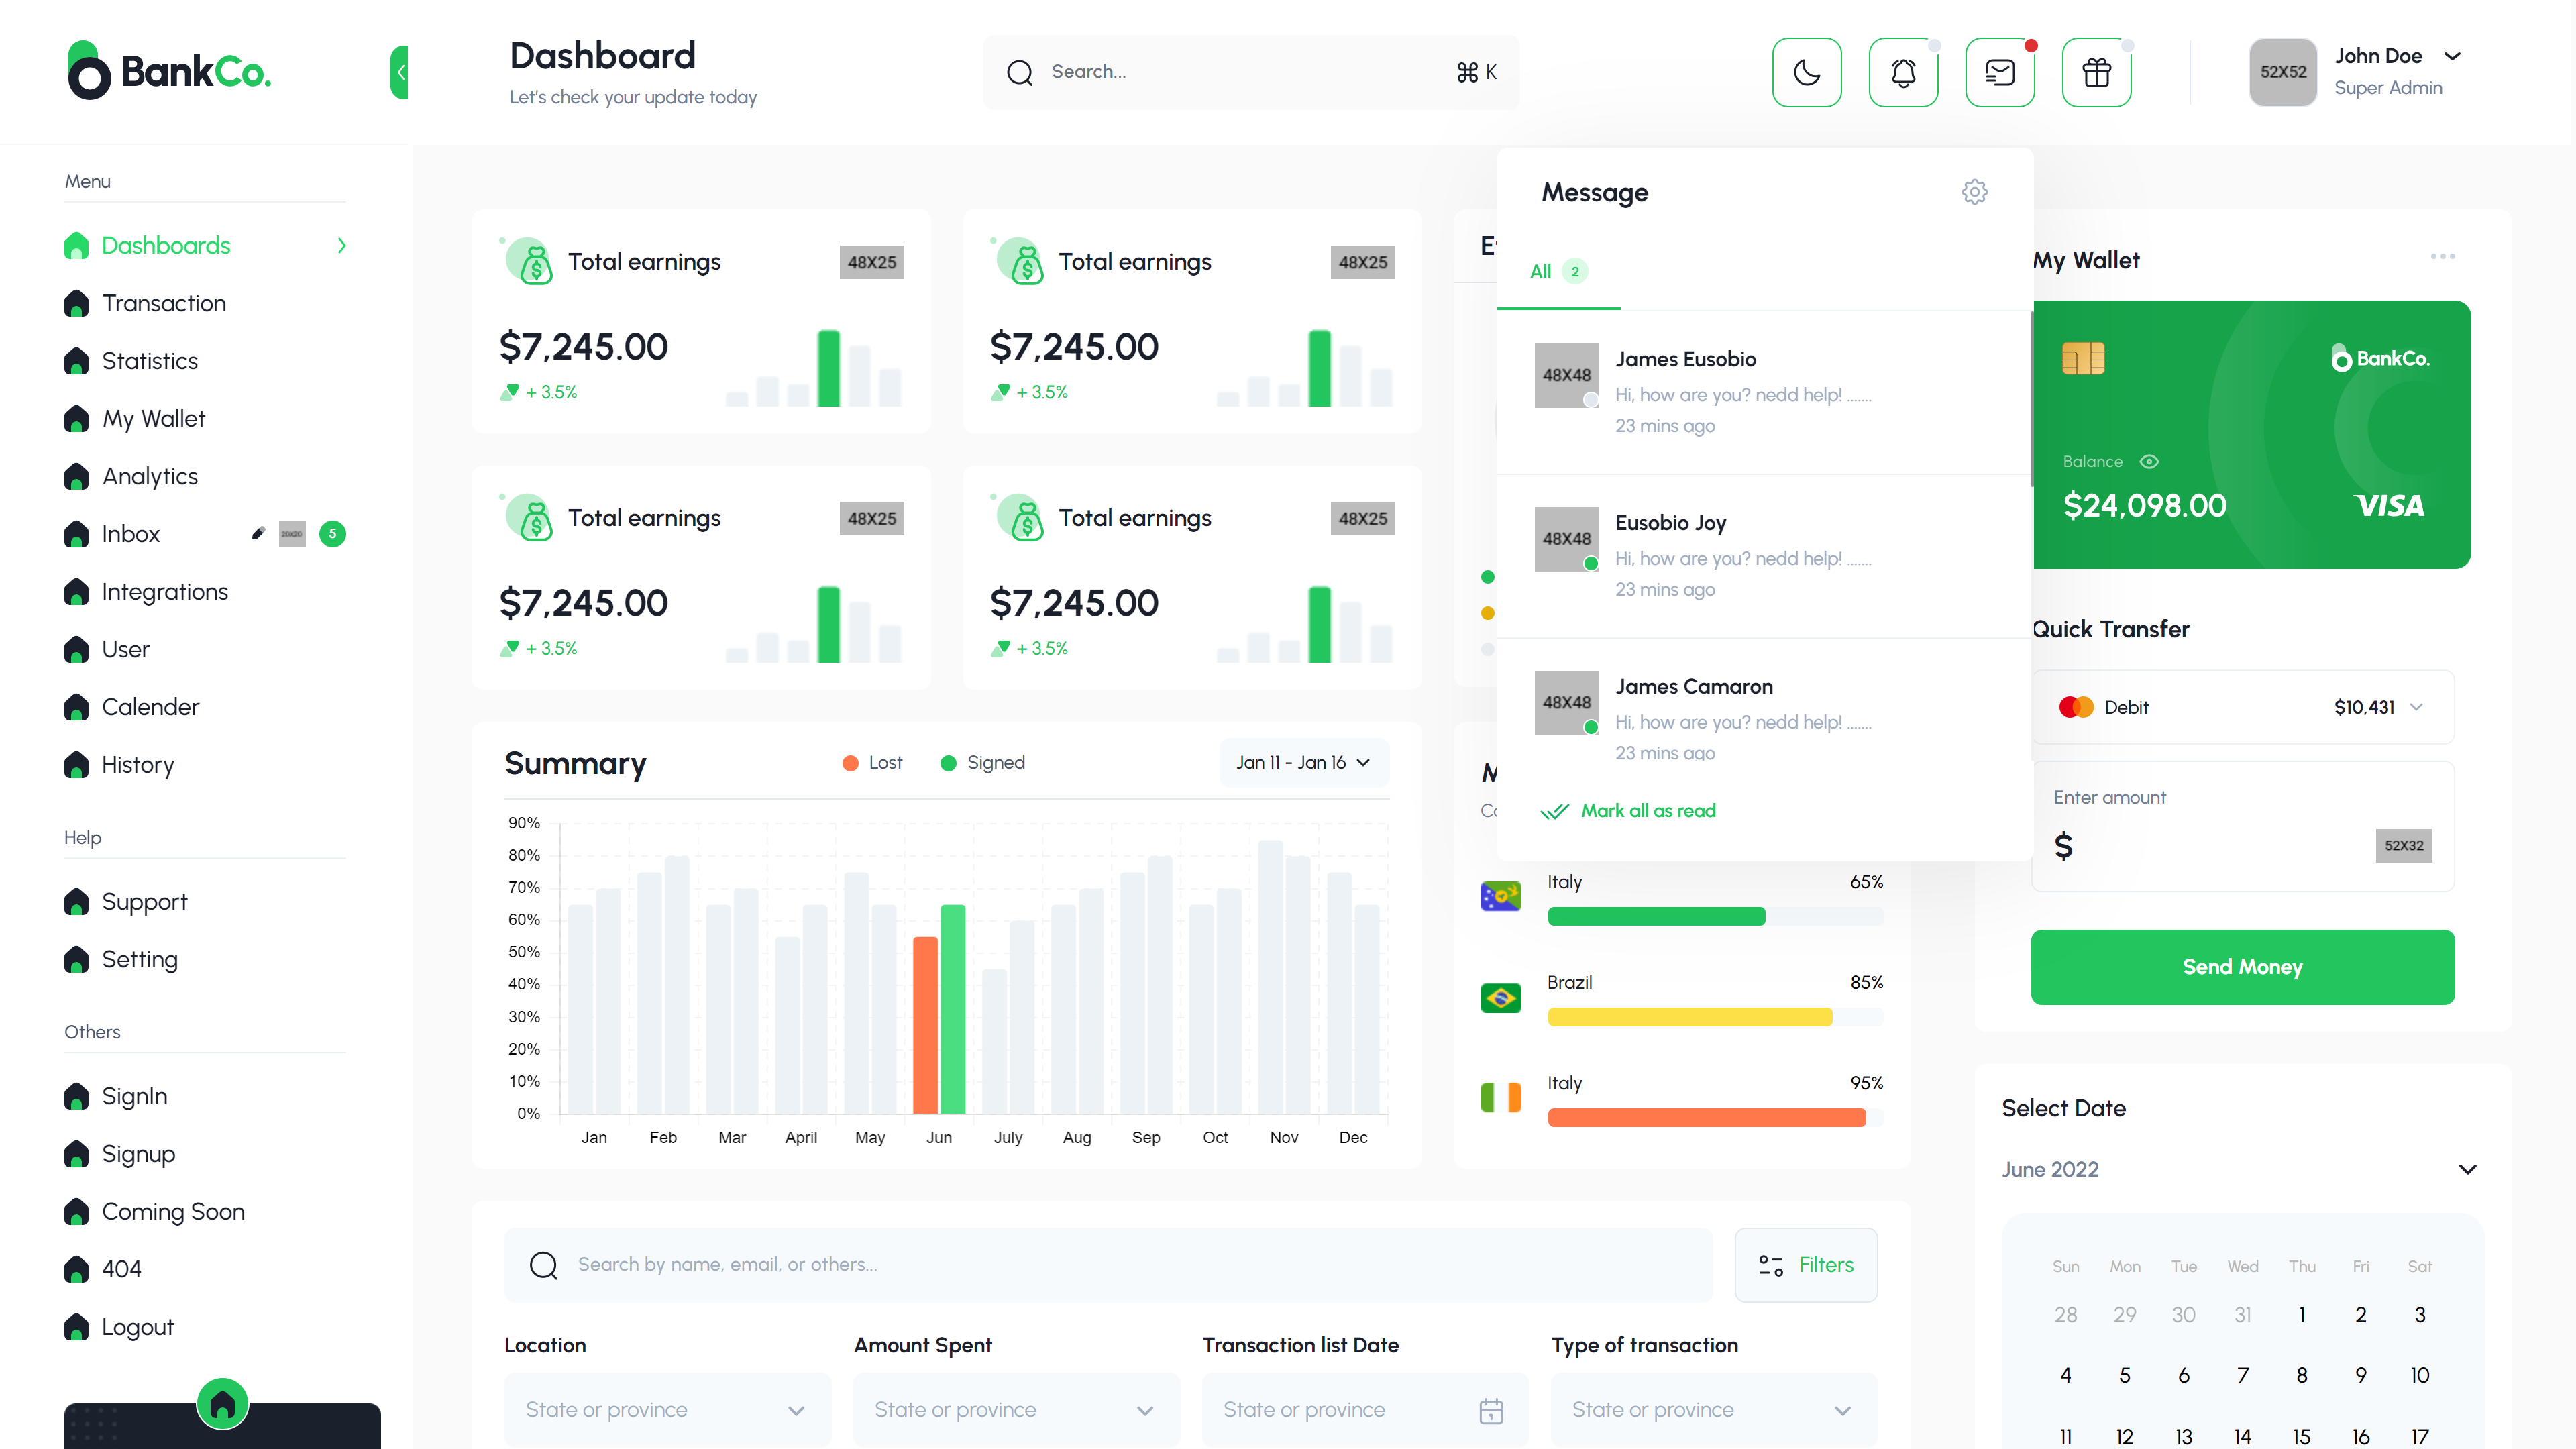 BankCo.
Dashboard
Let's check your update today
Search...
⌘ K
52X52
John Doe
Super Admin
Menu
Dashboards
Transaction
Statistics
My Wallet
Analytics
Inbox
20X20
5
Integrations
User
Calender
History
Help
Support
Setting
Others
SignIn
Signup
Coming Soon
404
Logout
Total earnings
48X25
$7,245.00
+ 3.5%
Total earnings
48X25
$7,245.00
+ 3.5%
Total earnings
48X25
$7,245.00
+ 3.5%
Total earnings
48X25
$7,245.00
+ 3.5%
Summary
Lost
Signed
Jan 11 - Jan 16
90%
80%
70%
60%
50%
40%
30%
20%
10%
0%
Jan Feb Mar April May Jun July Aug Sep Oct Nov Dec
Message
All 2
48X48
James Eusobio
Hi, how are you? nedd help! .......
23 mins ago
48X48
Eusobio Joy
Hi, how are you? nedd help! .......
23 mins ago
48X48
James Camaron
Hi, how are you? nedd help! .......
23 mins ago
Mark all as read
Italy 65%
Brazil 85%
Italy 95%
My Wallet
BankCo.
Balance
$24,098.00
VISA
Quick Transfer
Debit $10,431
Enter amount
$
52X32
Send Money
Select Date
June 2022
Sun Mon Tue Wed Thu Fri Sat
28 29 30 31 1 2 3
4 5 6 7 8 9 10
11 12 13 14 15 16 17
Search by name, email, or others...
Filters
Location
State or province
Amount Spent
State or province
Transaction list Date
State or province
Type of transaction
State or province